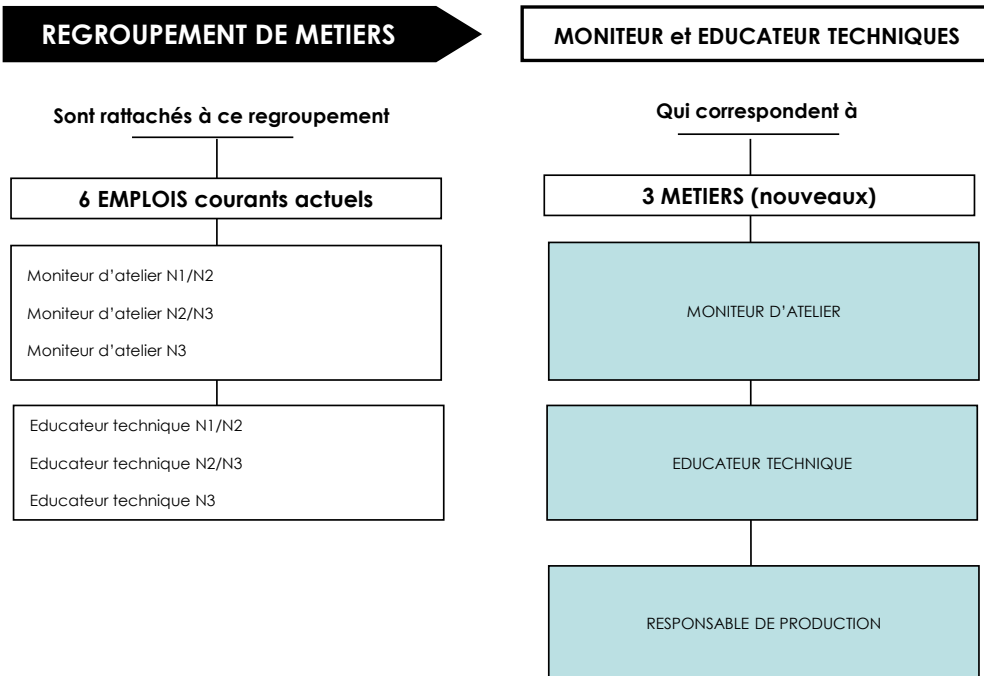 REGROUPEMENT DE METIERS
MONITEUR et EDUCATEUR TECHNIQUES
Sont rattachés à ce regroupement
6 EMPLOIS courants actuels
Moniteur d'atelier N1/N2
Moniteur d'atelier N2/N3
Moniteur d'atelier N3
Educateur technique N1/N2
Educateur technique N2/N3
Educateur technique N3
Qui correspondent à
3 METIERS (nouveaux)
MONITEUR D'ATELIER
EDUCATEUR TECHNIQUE
RESPONSABLE DE PRODUCTION